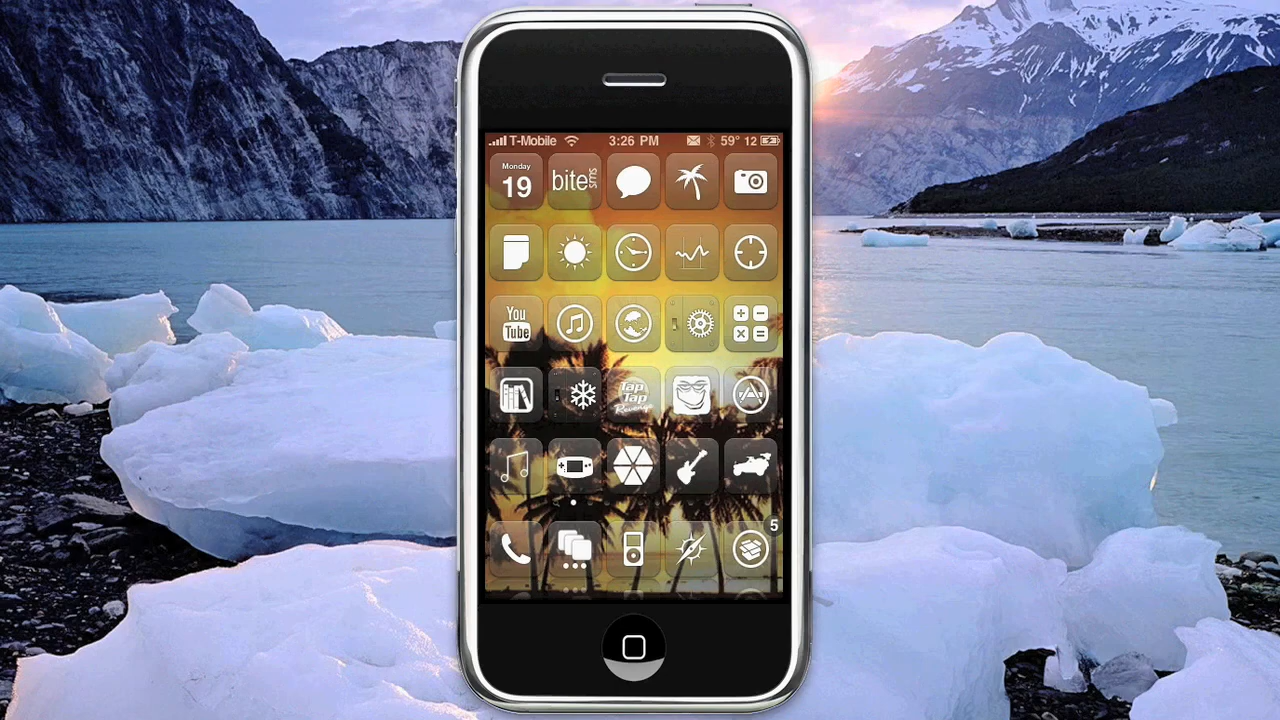 T-Mobile 3:26 PM 59° 12
Monday
19
bite sms
You
Tube
Tap
Tap
Revenge
5